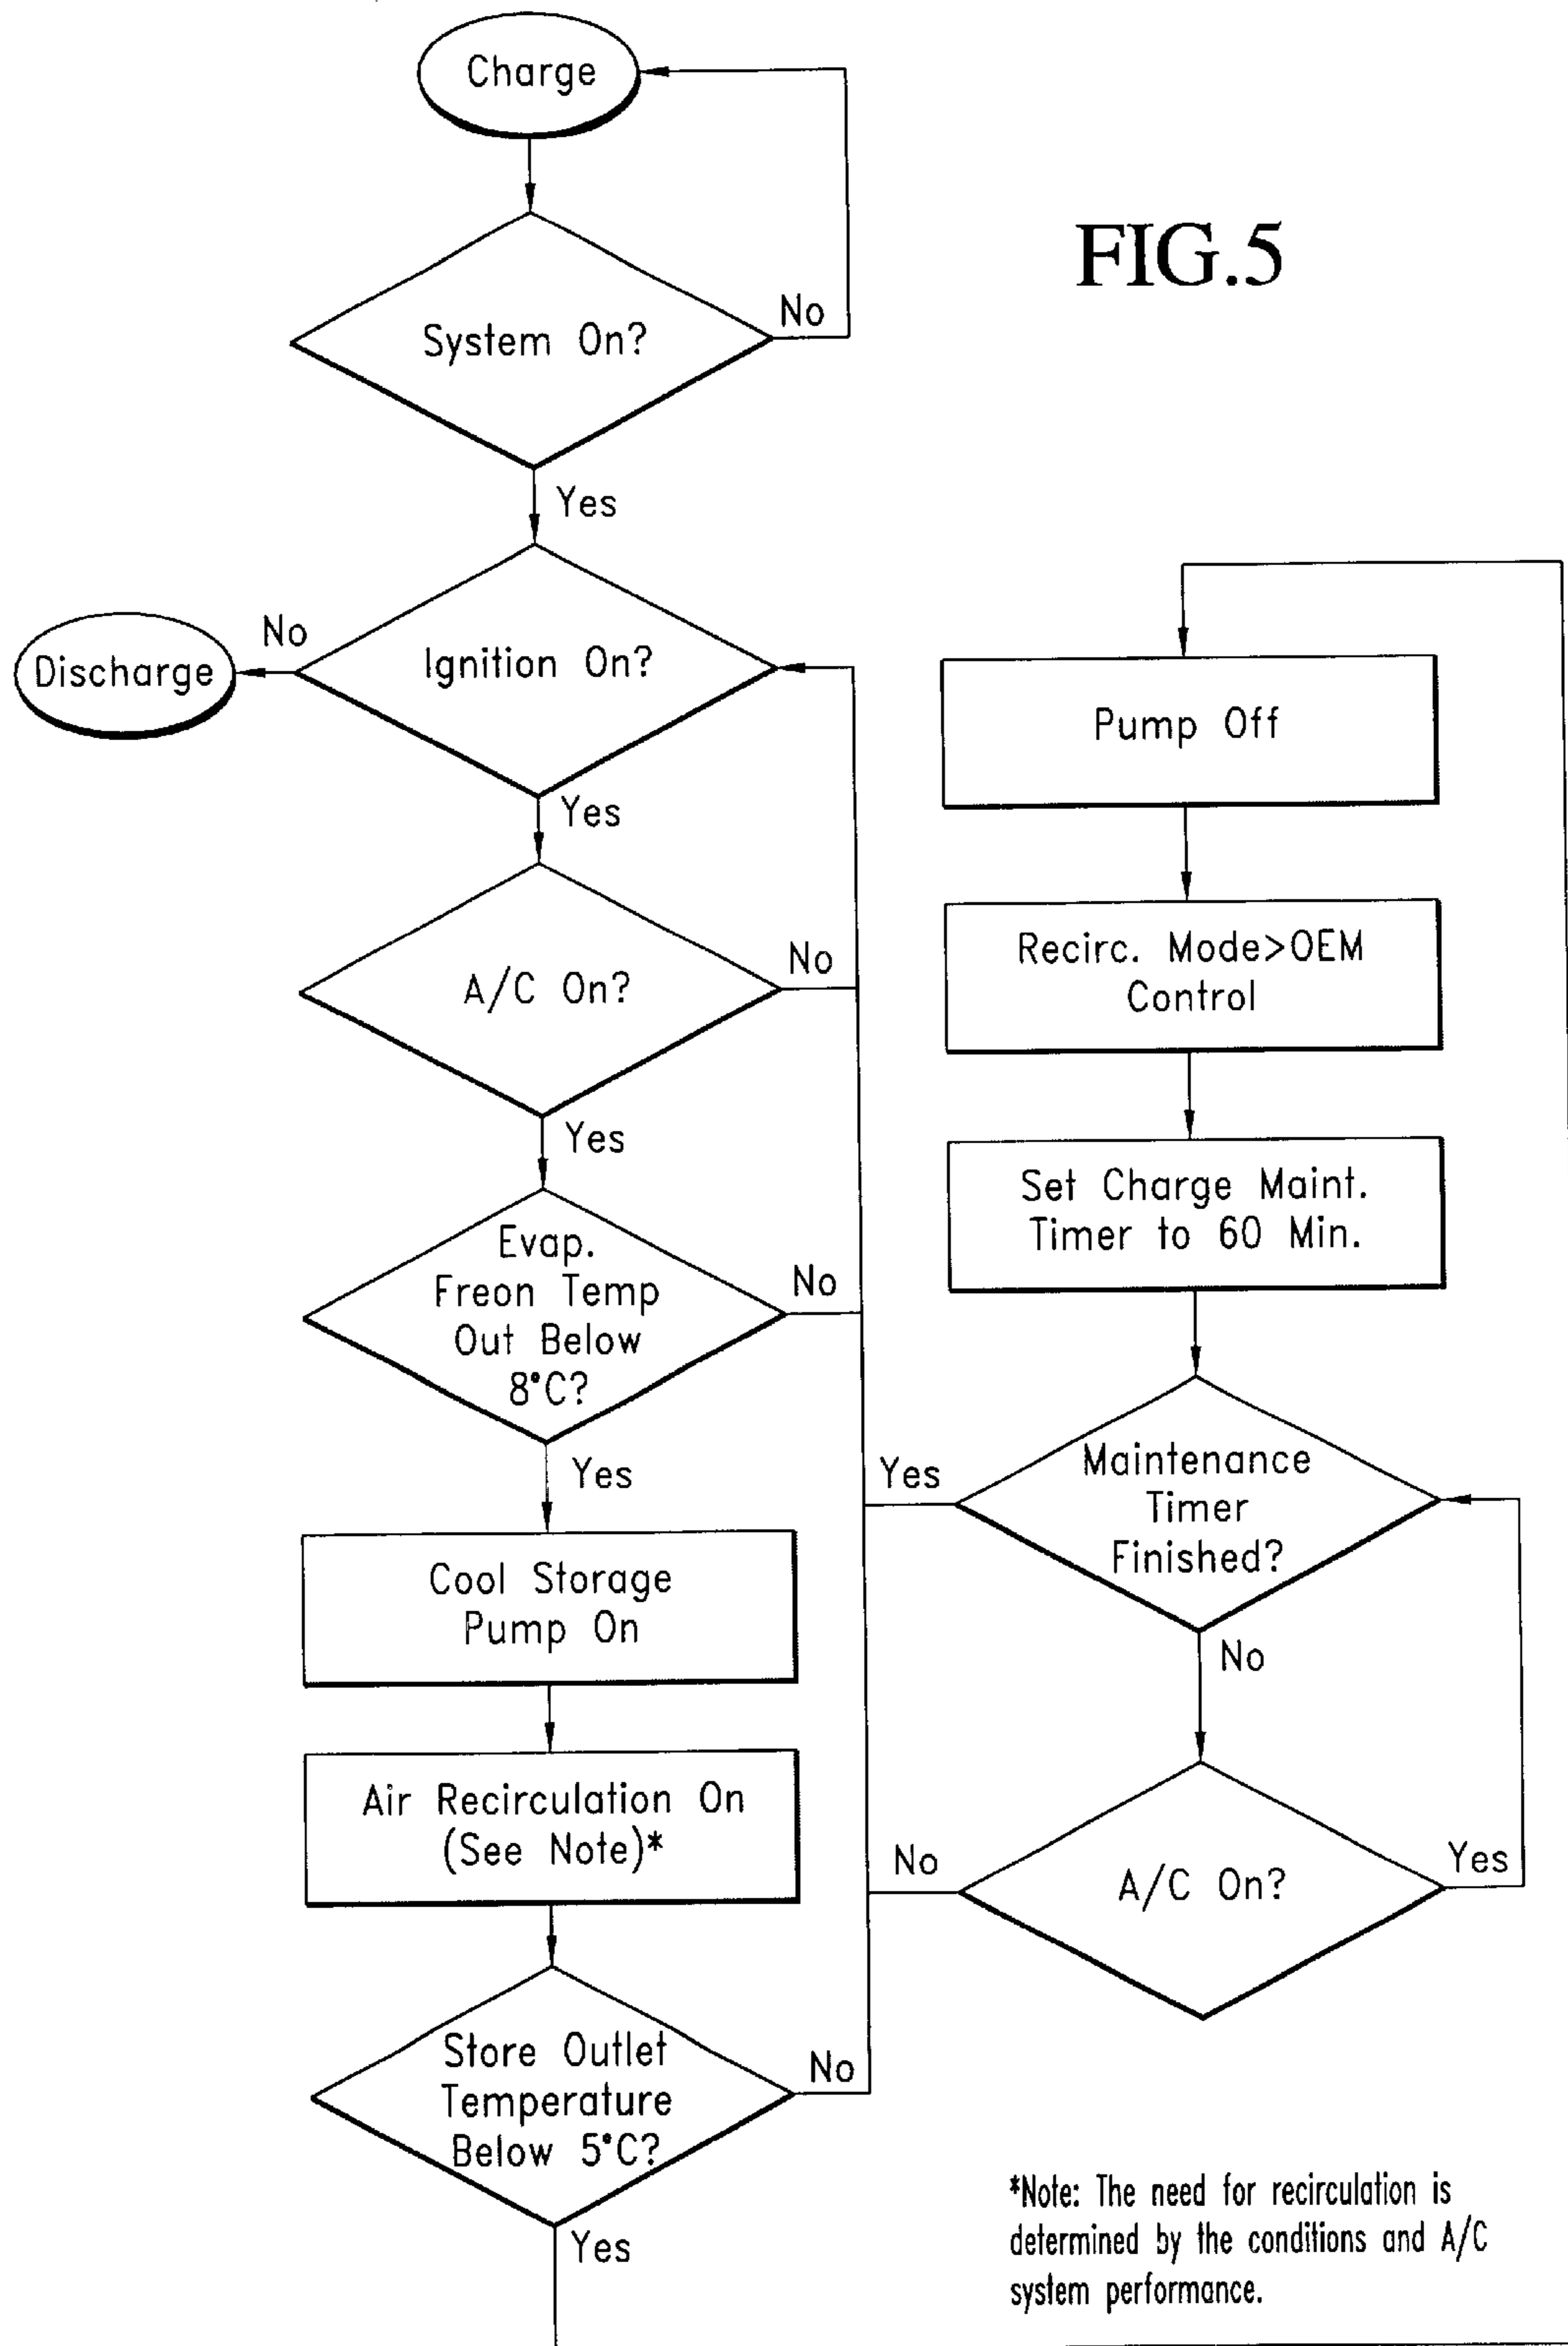 Charge
FIG.5
System On?
No
Yes
Ignition On?
No
Discharge
Yes
A/C On?
No
Yes
Evap.
Freon Temp
Out Below
8°C?
No
Yes
Cool Storage
Pump On
Air Recirculation On
(See Note)*
Store Outlet
Temperature
Below 5°C?
No
Yes
Pump Off
Recirc. Mode>OEM
Control
Set Charge Maint.
Timer to 60 Min.
Maintenance
Timer
Finished?
Yes
No
A/C On?
No
Yes
*Note: The need for recirculation is
determined by the conditions and A/C
system performance.